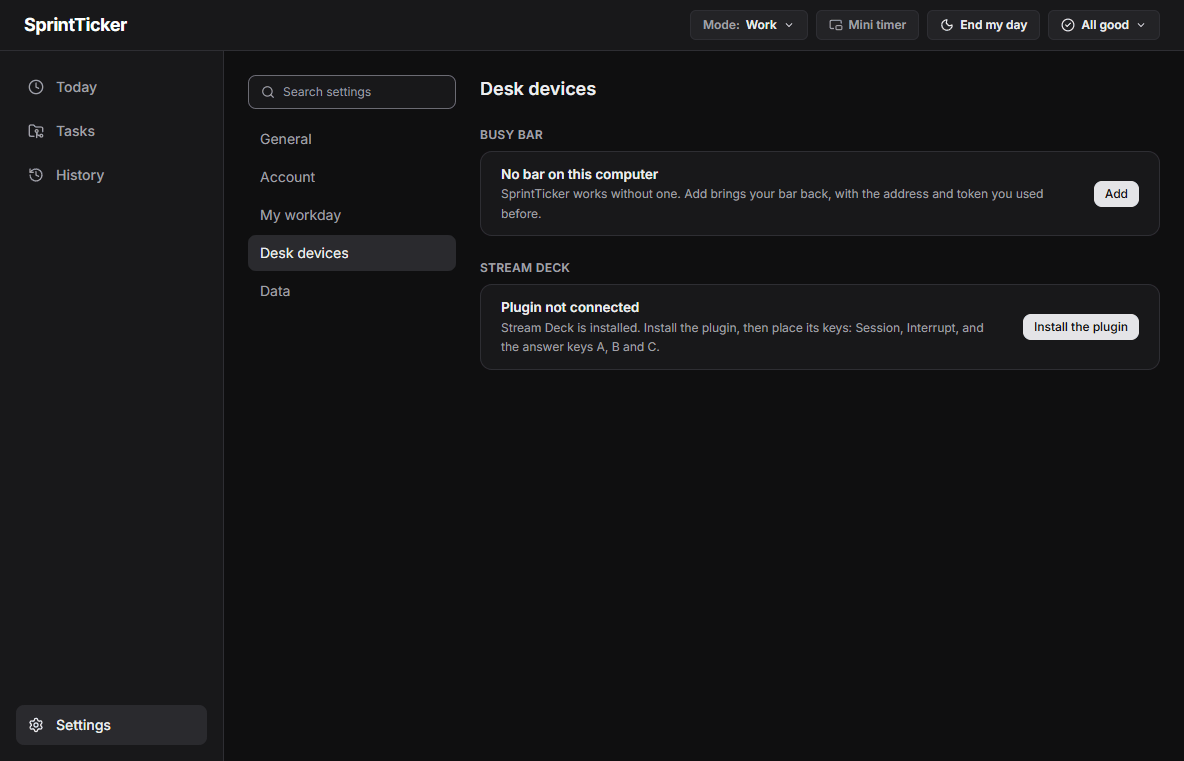 SprintTicker
Mode: Work
Mini timer
End my day
All good
Today
Tasks
History
Settings
Search settings
General
Account
My workday
Desk devices
Data
Desk devices
BUSY BAR
No bar on this computer
SprintTicker works without one. Add brings your bar back, with the address and token you used
before.
Add
STREAM DECK
Plugin not connected
Stream Deck is installed. Install the plugin, then place its keys: Session, Interrupt, and
the answer keys A, B and C.
Install the plugin